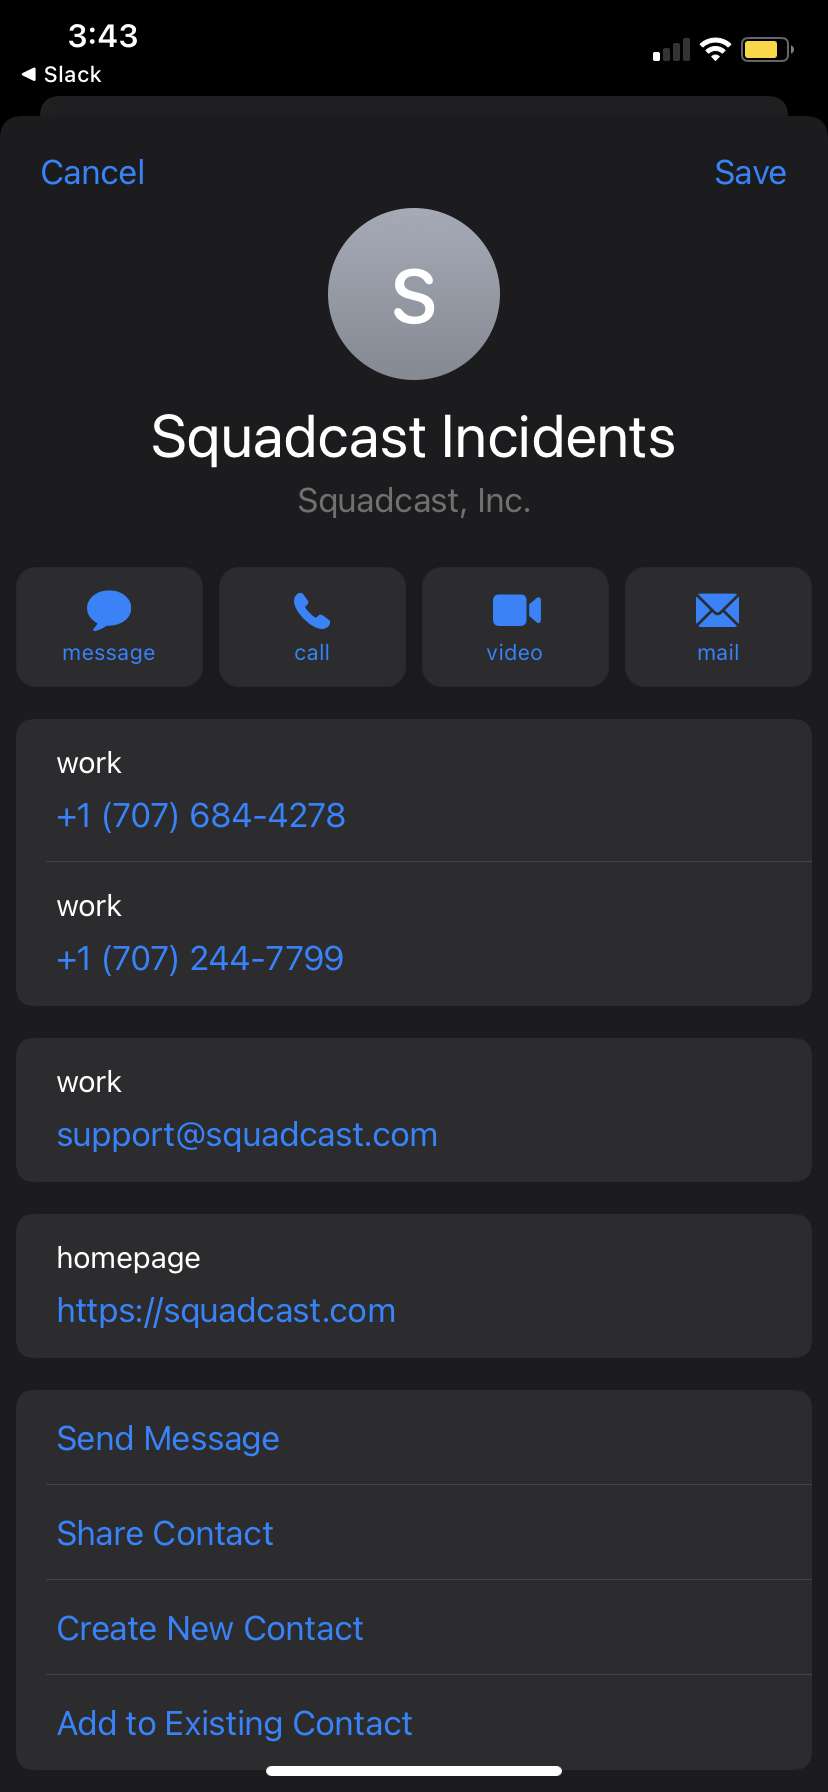 3:43
◀ Slack
Cancel
Save
S
Squadcast Incidents
Squadcast, Inc.
message
call
video
mail
work
+1 (707) 684-4278
work
+1 (707) 244-7799
work
support@squadcast.com
homepage
https://squadcast.com
Send Message
Share Contact
Create New Contact
Add to Existing Contact